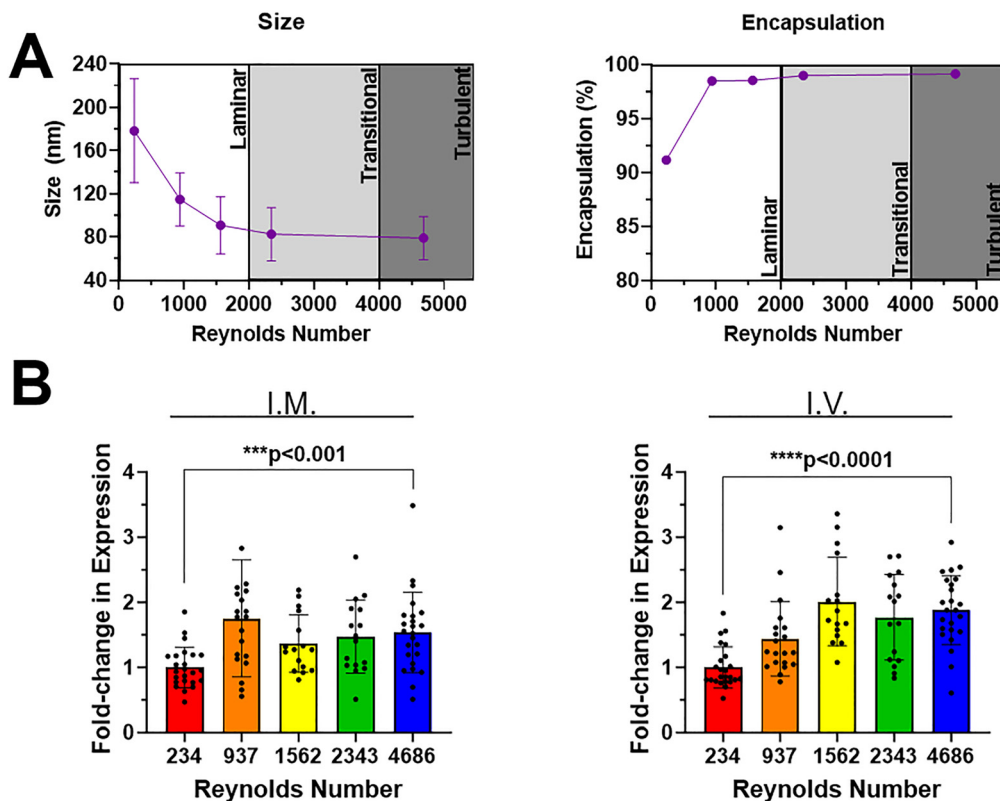 A
Size
Size (nm)
240
200
160
120
80
40
Laminar
Transitional
Turbulent
0
1000
2000
3000
4000
5000
Reynolds Number
Encapsulation
Encapsulation (%)
100
95
90
85
80
Laminar
Transitional
Turbulent
0
1000
2000
3000
4000
5000
Reynolds Number
B
I.M.
***p<0.001
Fold-change in Expression
4
3
2
1
0
234
937
1562
2343
4686
Reynolds Number
I.V.
****p<0.0001
Fold-change in Expression
4
3
2
1
0
234
937
1562
2343
4686
Reynolds Number